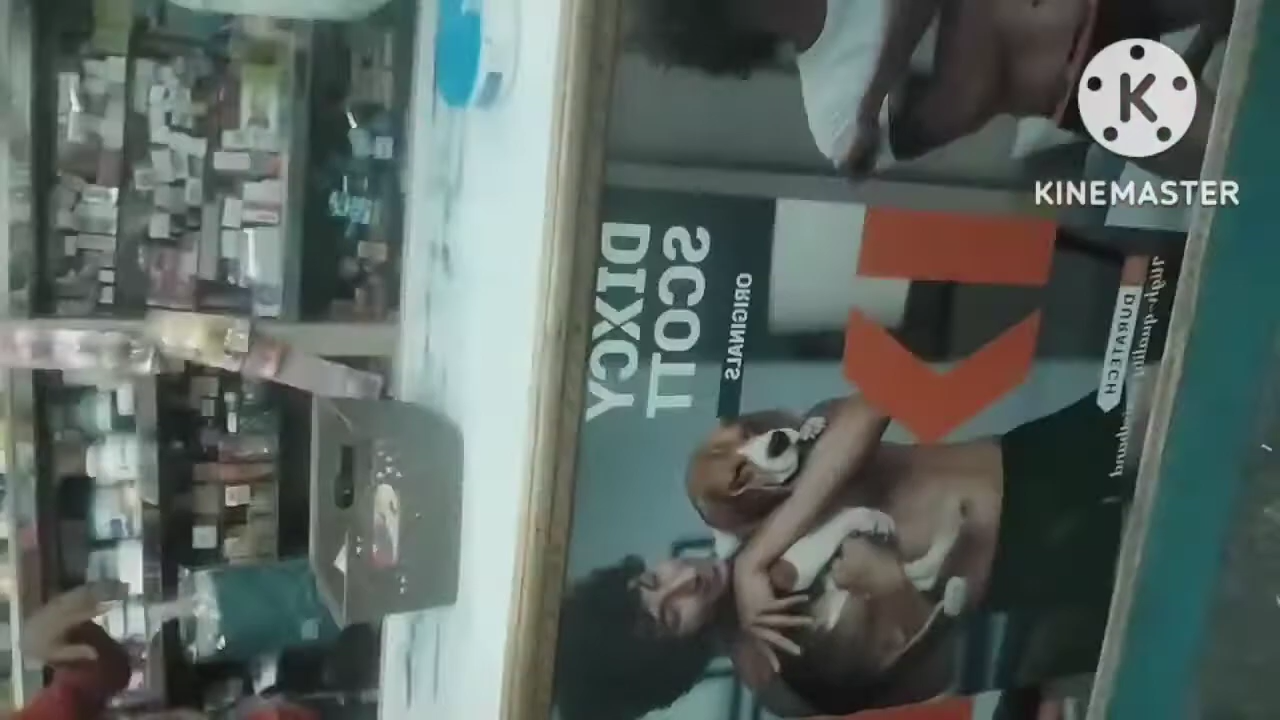 K
KINEMASTER
DIXCY
SCOTT
ORIGINALS
DURATECH